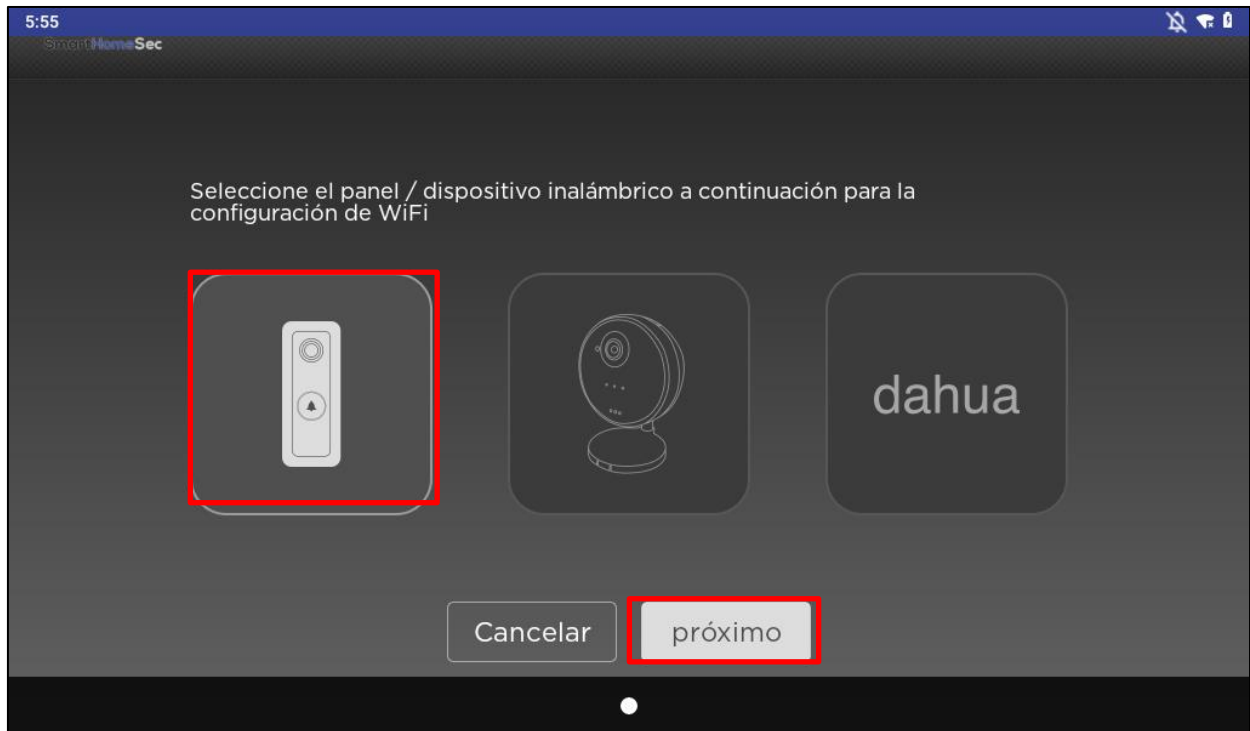 5:55
SmartHomeSec
Seleccione el panel / dispositivo inalámbrico a continuación para la
configuración de WiFi
dahua
Cancelar
próximo